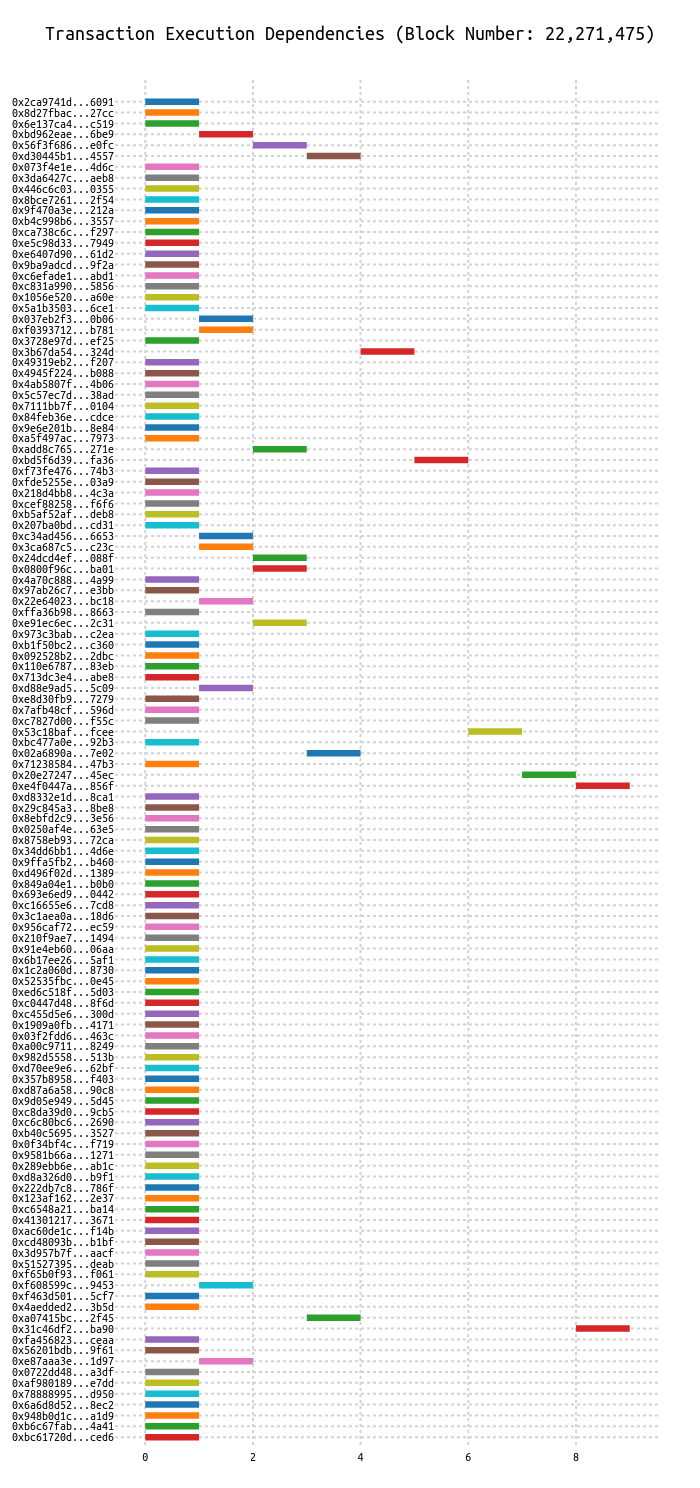 Transaction Execution Dependencies (Block Number: 22,271,475)
0x2ca9741d...6091
0x8d27fbac...27cc
0x6e137ca4...c519
0xbd962eae...6be9
0x56f3f686...e0fc
0xd30445b1...4557
0x073f4e1e...4d6c
0x3da6427c...aeb8
0x446c6c03...0355
0x8bce7261...2f54
0x9f470a3e...212a
0xb4c998b6...3557
0xca738c6c...f297
0xe5c98d33...7949
0xe6407d90...61d2
0x9ba9adcd...9f2a
0xc6efade1...abd1
0xc831a990...5856
0x1056e520...a60e
0x5a1b3503...6ce1
0x037eb2f3...0b06
0xf0393712...b781
0x3728e97d...ef25
0x3b67da54...324d
0x49319eb2...f207
0x4945f224...b088
0x4ab5807f...4b06
0x5c57ec7d...38ad
0x7111bb7f...0104
0x84feb36e...cdce
0x9e6e201b...8e84
0xa5f497ac...7973
0xadd8c765...271e
0xbd5f6d39...fa36
0xf73fe476...74b3
0xfde5255e...03a9
0x218d4bb8...4c3a
0xcef88258...f6f6
0xb5af52af...deb8
0x207ba0bd...cd31
0xc34ad456...6653
0x3ca687c5...c23c
0x24dcd4ef...088f
0x0800f96c...ba01
0x4a70c888...4a99
0x97ab26c7...e3bb
0x22e64023...bc18
0xffa36b98...8663
0xe91ec6ec...2c31
0x973c3bab...c2ea
0xb1f50bc2...c360
0x092528b2...2dbc
0x110e6787...83eb
0x713dc3e4...abe8
0xd88e9ad5...5c09
0xe8d30fb9...7279
0x7afb48cf...596d
0xc7827d00...f55c
0x53c18baf...fcee
0xbc477a0e...92b3
0x02a6890a...7e02
0x71238584...47b3
0x20e27247...45ec
0xe4f0447a...856f
0xd8332e1d...8ca1
0x29c845a3...8be8
0x8ebfd2c9...3e56
0x0250af4e...63e5
0x8758eb93...72ca
0x34dd6bb1...4d6e
0x9ffa5fb2...b460
0xd496f02d...1389
0x849a04e1...b0b0
0x693e6ed9...0442
0xc16655e6...7cd8
0x3c1aea0a...18d6
0x956caf72...ec59
0x210f9ae7...1494
0x91e4eb60...06aa
0x6b17ee26...5af1
0x1c2a060d...8730
0x52535fbc...0e45
0xed6c518f...5d03
0xc0447d48...8f6d
0xc455d5e6...300d
0x1909a0fb...4171
0x03f2fdd6...463c
0xa00c9711...8249
0x982d5558...513b
0xd70ee9e6...62bf
0x357b8958...f403
0xd87a6a58...90c8
0x9d05e949...5d45
0xc8da39d0...9cb5
0xc6c80bc6...2690
0xb40c5695...3527
0x0f34bf4c...f719
0x9581b66a...1271
0x289ebb6e...ab1c
0xd8a326d0...b9f1
0x222db7c8...786f
0x123af162...2e37
0xc6548a21...ba14
0x41301217...3671
0xac60de1c...f14b
0xcd48093b...b1bf
0x3d957b7f...aacf
0x51527395...deab
0xf65b0f93...f061
0xf608599c...9453
0xf463d501...5cf7
0x4aedded2...3b5d
0xa07415bc...2f45
0x31c46df2...ba90
0xfa456823...ceaa
0x56201bdb...9f61
0xe87aaa3e...1d97
0x0722dd48...a3df
0xaf980189...e7dd
0x78888995...d950
0x6a6d8d52...8ec2
0x948b0d1c...a1d9
0xb6c67fab...4a41
0xbc61720d...ced6
0 2 4 6 8